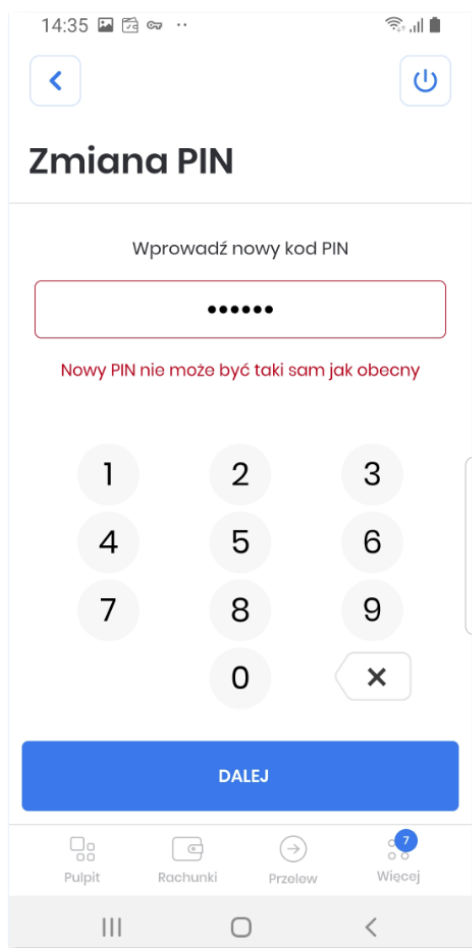 14:35
Zmiana PIN
Wprowadź nowy kod PIN
••••••
Nowy PIN nie może być taki sam jak obecny
1 2 3
4 5 6
7 8 9
0
DALEJ
7
Pulpit Rachunki Przelew Więcej